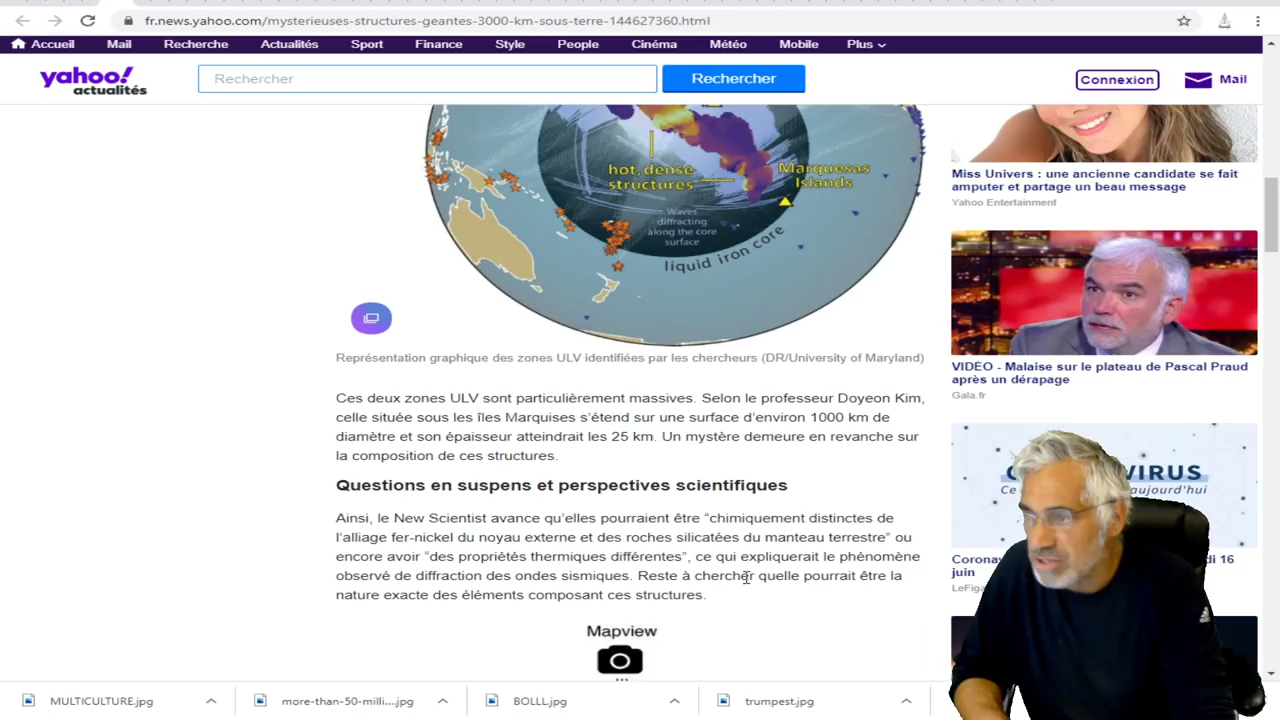 fr.news.yahoo.com/mysterieuses-structures-geantes-3000-km-sous-terre-144627360.html
Accueil Mail Recherche Actualités Sport Finance Style People Cinéma Météo Mobile Plus
yahoo!
actualités
Rechercher
Rechercher
Connexion
Mail
hot, dense
structures
Marquesas
Islands
Waves
diffracting
along the core
surface
liquid iron core
Représentation graphique des zones ULV identifiées par les chercheurs (DR/University of Maryland)
Ces deux zones ULV sont particulièrement massives. Selon le professeur Doyeon Kim,
celle située sous les îles Marquises s’étend sur une surface d’environ 1000 km de
diamètre et son épaisseur atteindrait les 25 km. Un mystère demeure en revanche sur
la composition de ces structures.
Questions en suspens et perspectives scientifiques
Ainsi, le New Scientist avance qu’elles pourraient être “chimiquement distinctes de
l’alliage fer-nickel du noyau externe et des roches silicatées du manteau terrestre” ou
encore avoir “des propriétés thermiques différentes”, ce qui expliquerait le phénomène
observé de diffraction des ondes sismiques. Reste à chercher quelle pourrait être la
nature exacte des éléments composant ces structures.
Mapview
Miss Univers : une ancienne candidate se fait
amputer et partage un beau message
Yahoo Entertainment
VIDÉO - Malaise sur le plateau de Pascal Praud
après un dérapage
Gala.fr
VIRUS
aujourd'hui
Corona
di 16
juin
LeFiga
MULTICULTURE.jpg
more-than-50-milli....jpg
BOLLL.jpg
trumpest.jpg